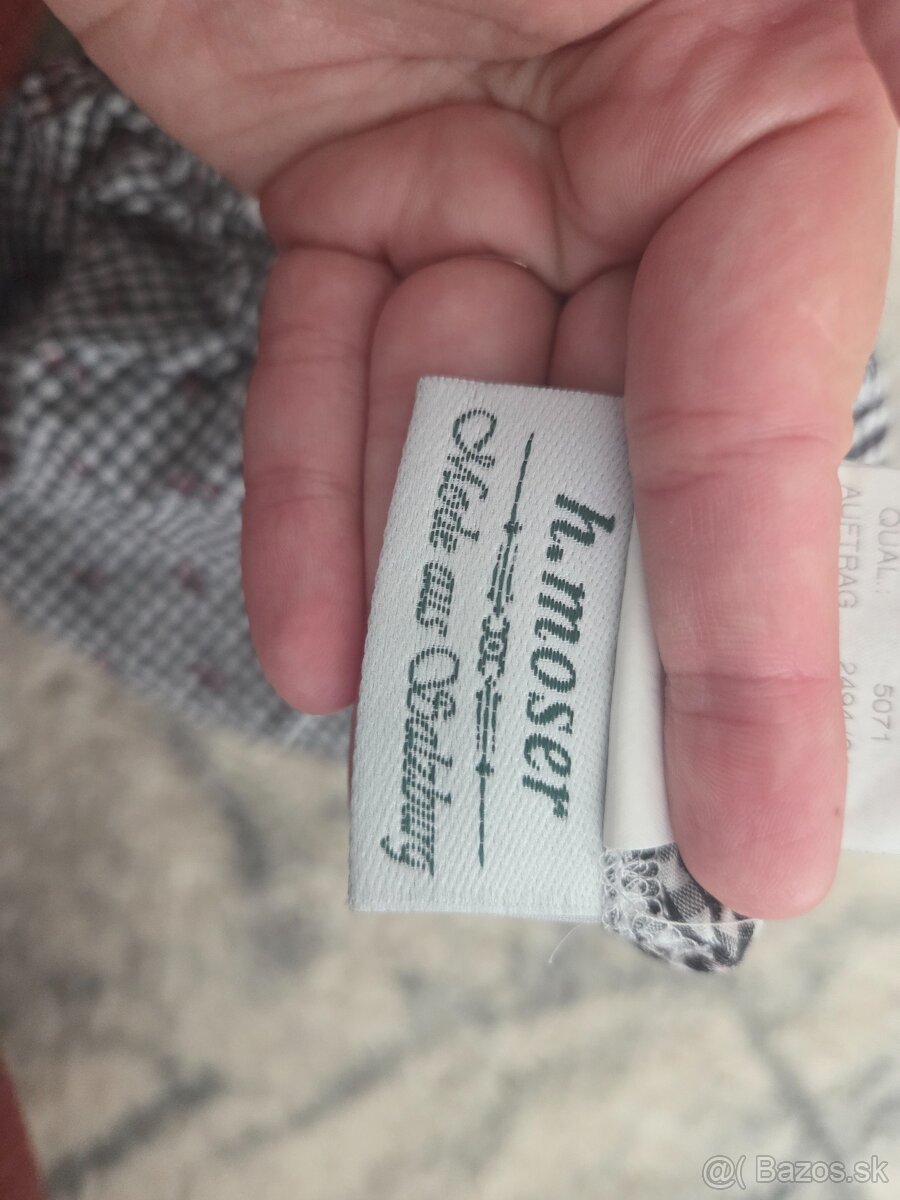 h.moser
Mode aus Salzburg
QUAL.: 5071
AUFTRAG
@( Bazos.sk